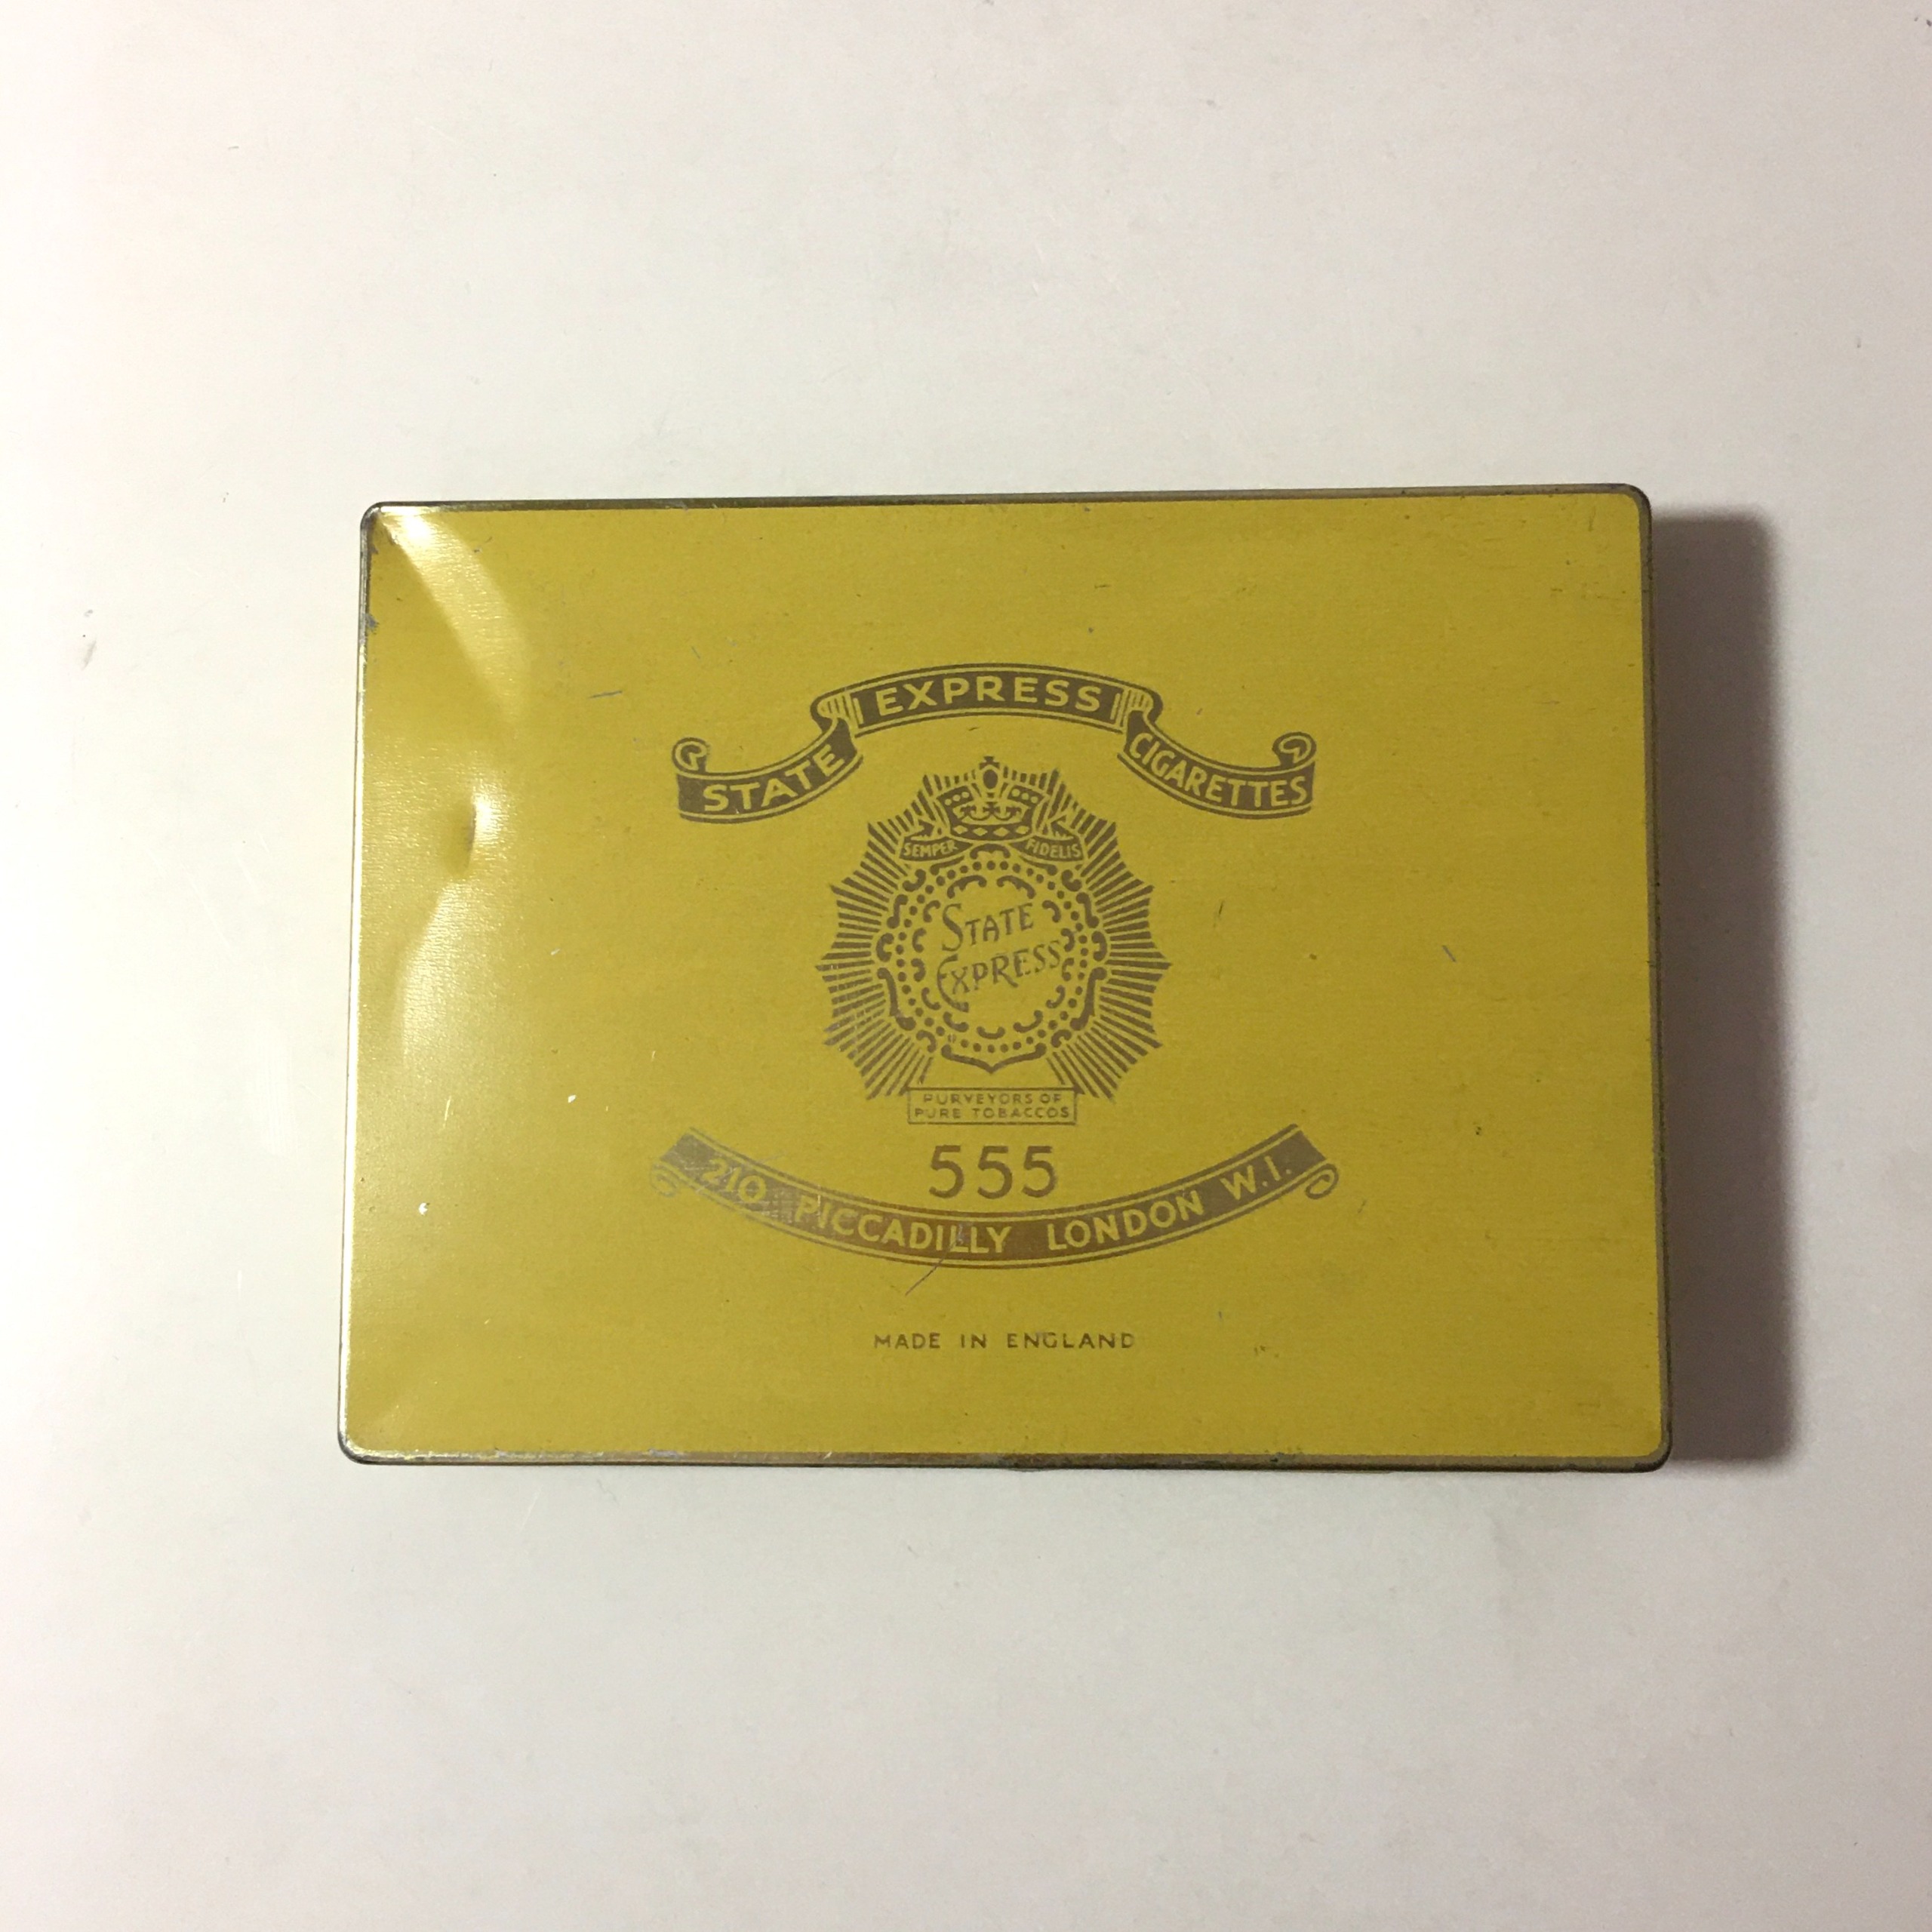 STATE EXPRESS CIGARETTES
SEMPER FIDELIS
STATE
EXPRESS
PURVEYORS OF
PURE TOBACCOS
555
210 PICCADILLY LONDON W.I.
MADE IN ENGLAND